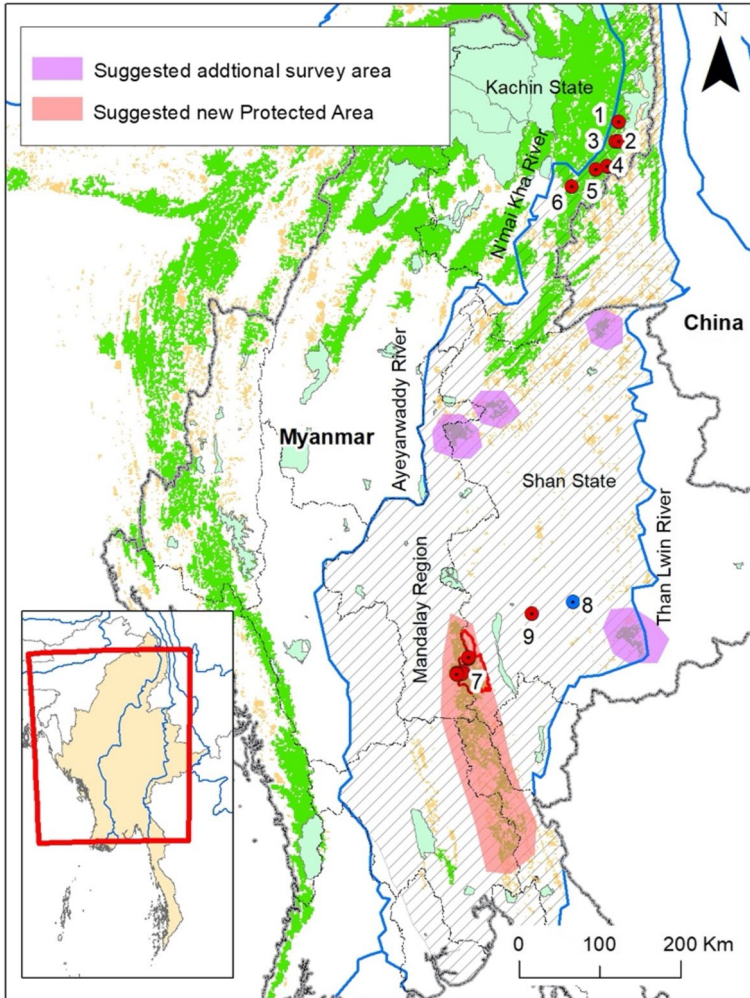 N
Suggested addtional survey area
Suggested new Protected Area
Kachin State
1
3
2
4
5
6
N'mai Kha River
China
Ayeyarwaddy River
Myanmar
Shan State
Than Lwin River
Mandalay Region
8
9
7
0 100 200 Km